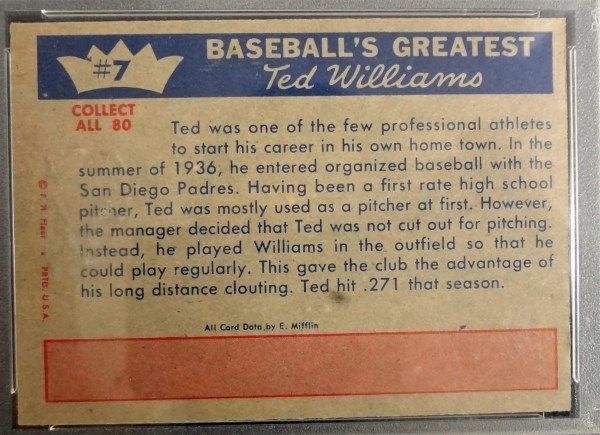 #7
BASEBALL'S GREATEST
Ted Williams
COLLECT
ALL 80
Ted was one of the few professional athletes
to start his career in his own home town. In the
summer of 1936, he entered organized baseball with the
San Diego Padres. Having been a first rate high school
pitcher, Ted was mostly used as a pitcher at first. However,
the manager decided that Ted was not cut out for pitching.
Instead, he played Williams in the outfield so that he
could play regularly. This gave the club the advantage of
his long distance clouting. Ted hit .271 that season.
All Card Data by E. Mifflin
© F. H. Fleer • PRTD. U.S.A.